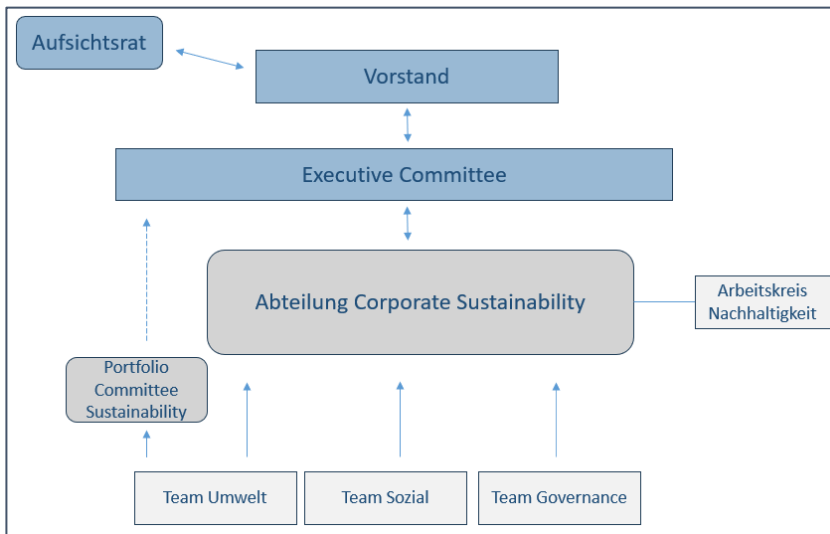 Aufsichtsrat
Vorstand
Executive Committee
Abteilung Corporate Sustainability
Arbeitskreis
Nachhaltigkeit
Portfolio
Committee
Sustainability
Team Umwelt
Team Sozial
Team Governance